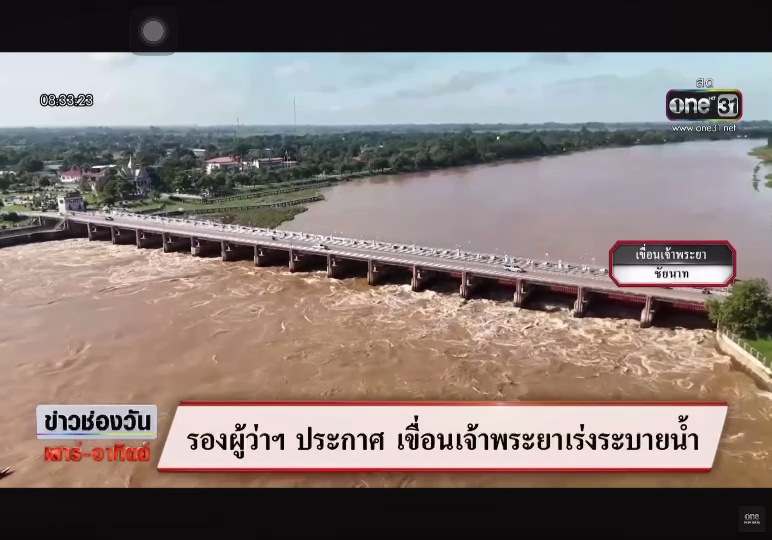 08:33:23
สด
one 31
www.one31.net
เขื่อนเจ้าพระยา
ชัยนาท
ข่าวช่องวัน
เสาร์-อาทิตย์
รองผู้ว่าฯ ประกาศ เขื่อนเจ้าพระยาเร่งระบายน้ำ
one